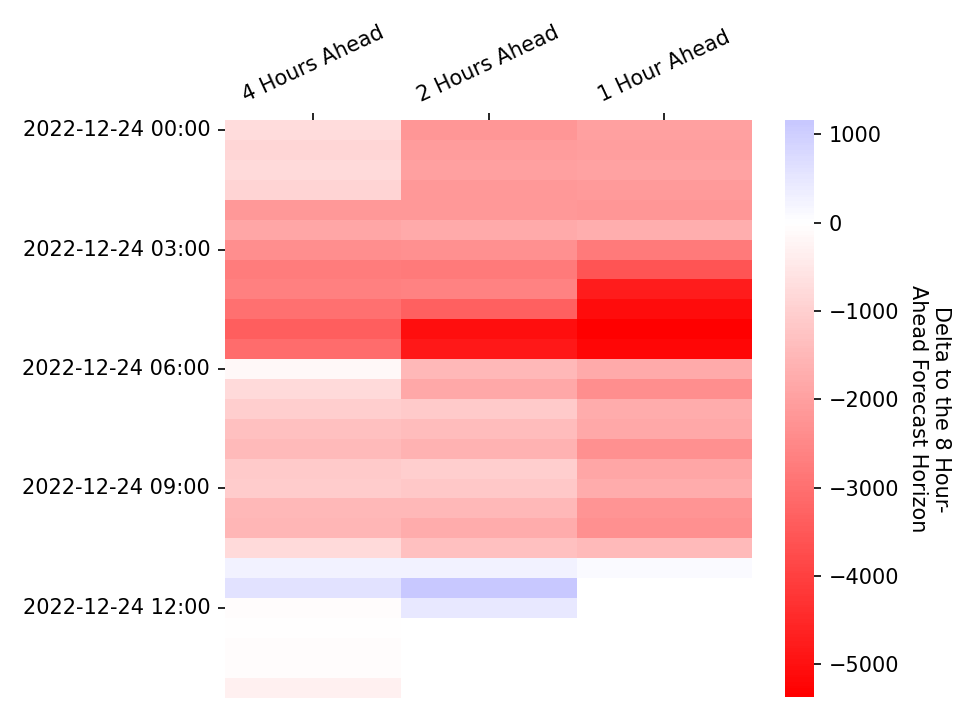 4 Hours Ahead
2 Hours Ahead
1 Hour Ahead
2022-12-24 00:00
2022-12-24 03:00
2022-12-24 06:00
2022-12-24 09:00
2022-12-24 12:00
1000
0
−1000
−2000
−3000
−4000
−5000
Delta to the 8 Hour-
Ahead Forecast Horizon